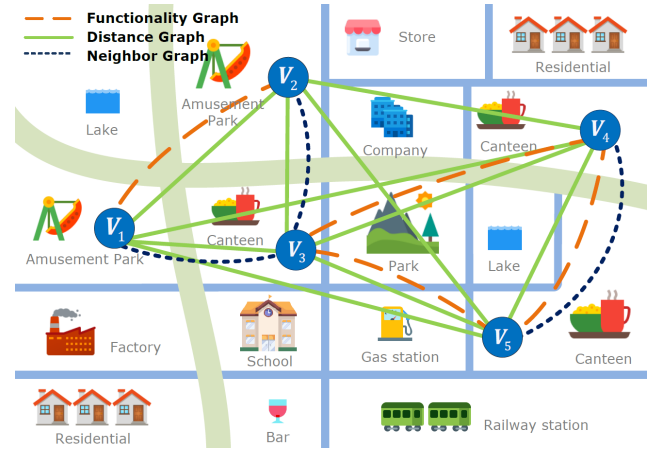 Functionality Graph
Distance Graph
Neighbor Graph
Store
Residential
V2
Amusement
Park
Lake
Company
Canteen
V4
V1
Amusement Park
Canteen
V3
Park
Lake
Factory
School
Gas station
V5
Canteen
Residential
Bar
Railway station